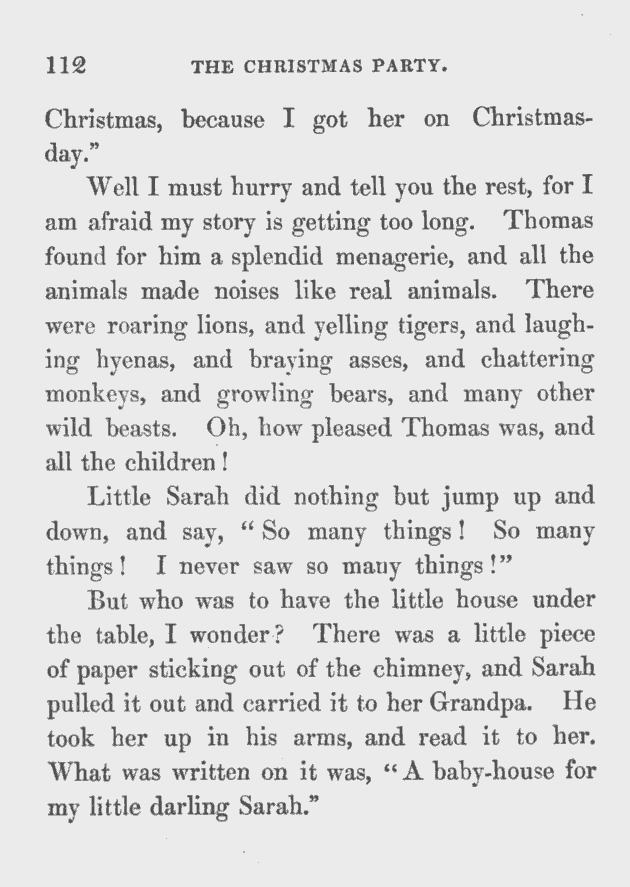 112 THE CHRISTMAS PARTY.
Christmas, because I got her on Christmas-
day.”
Well I must hurry and tell you the rest, for I
am afraid my story is getting too long. Thomas
found for him a splendid menagerie, and all the
animals made noises like real animals. There
were roaring lions, and yelling tigers, and laugh-
ing hyenas, and braying asses, and chattering
monkeys, and growling bears, and many other
wild beasts. Oh, how pleased Thomas was, and
all the children !
Little Sarah did nothing but jump up and
down, and say, “ So many things ! So many
things ! I never saw so many things !”
But who was to have the little house under
the table, I wonder ? There was a little piece
of paper sticking out of the chimney, and Sarah
pulled it out and carried it to her Grandpa. He
took her up in his arms, and read it to her.
What was written on it was, “ A baby-house for
my little darling Sarah.”